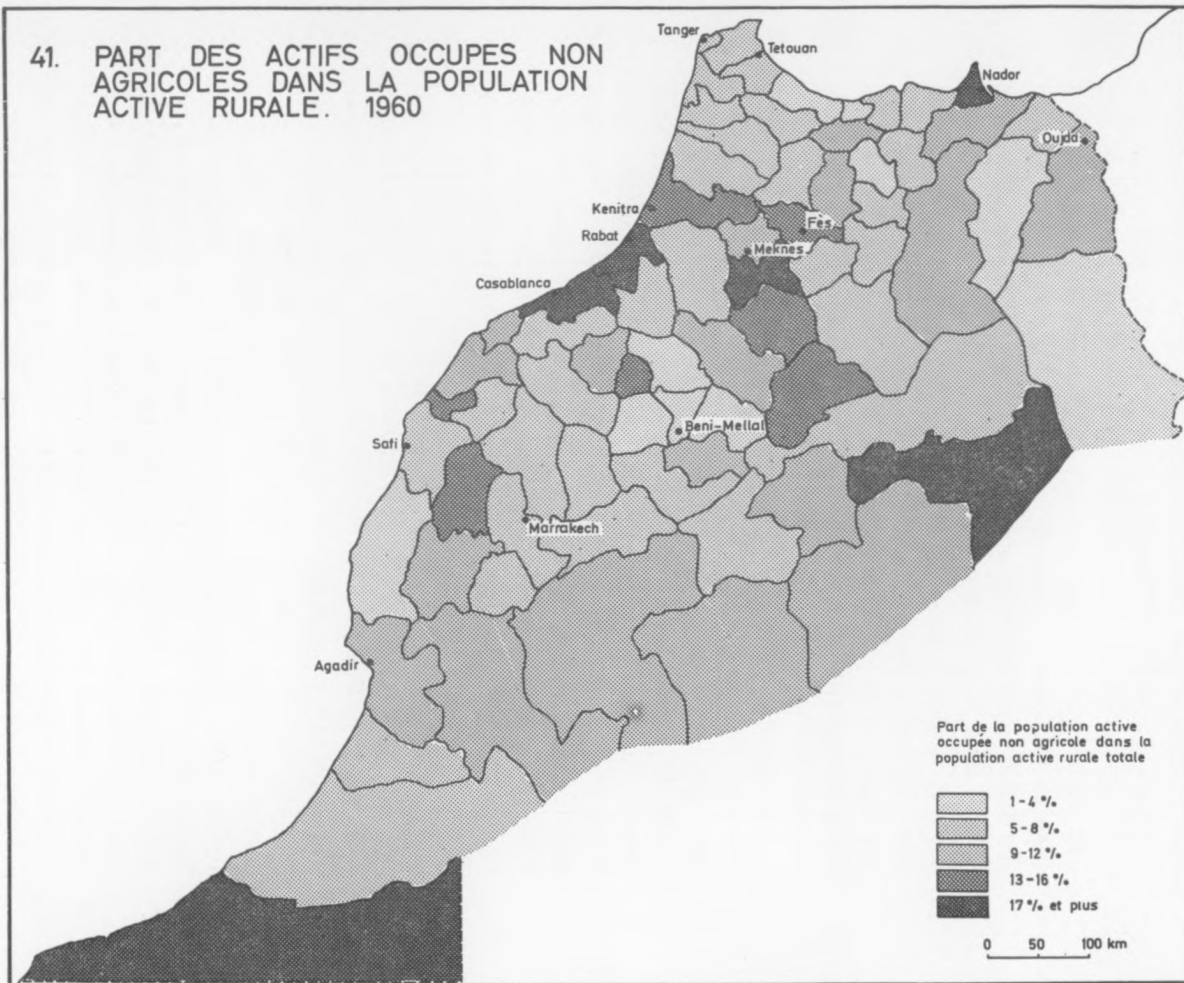 41. PART DES ACTIFS OCCUPES NON
AGRICOLES DANS LA POPULATION
ACTIVE RURALE. 1960
Tanger
Tetouan
Nador
Oujda
Kenitra
Rabat
Fès
Meknes
Casablanca
Beni-Mellal
Safi
Marrakech
Agadir
Part de la population active
occupée non agricole dans la
population active rurale totale
1-4 %
5-8 %
9-12 %
13-16 %
17 % et plus
0 50 100 km